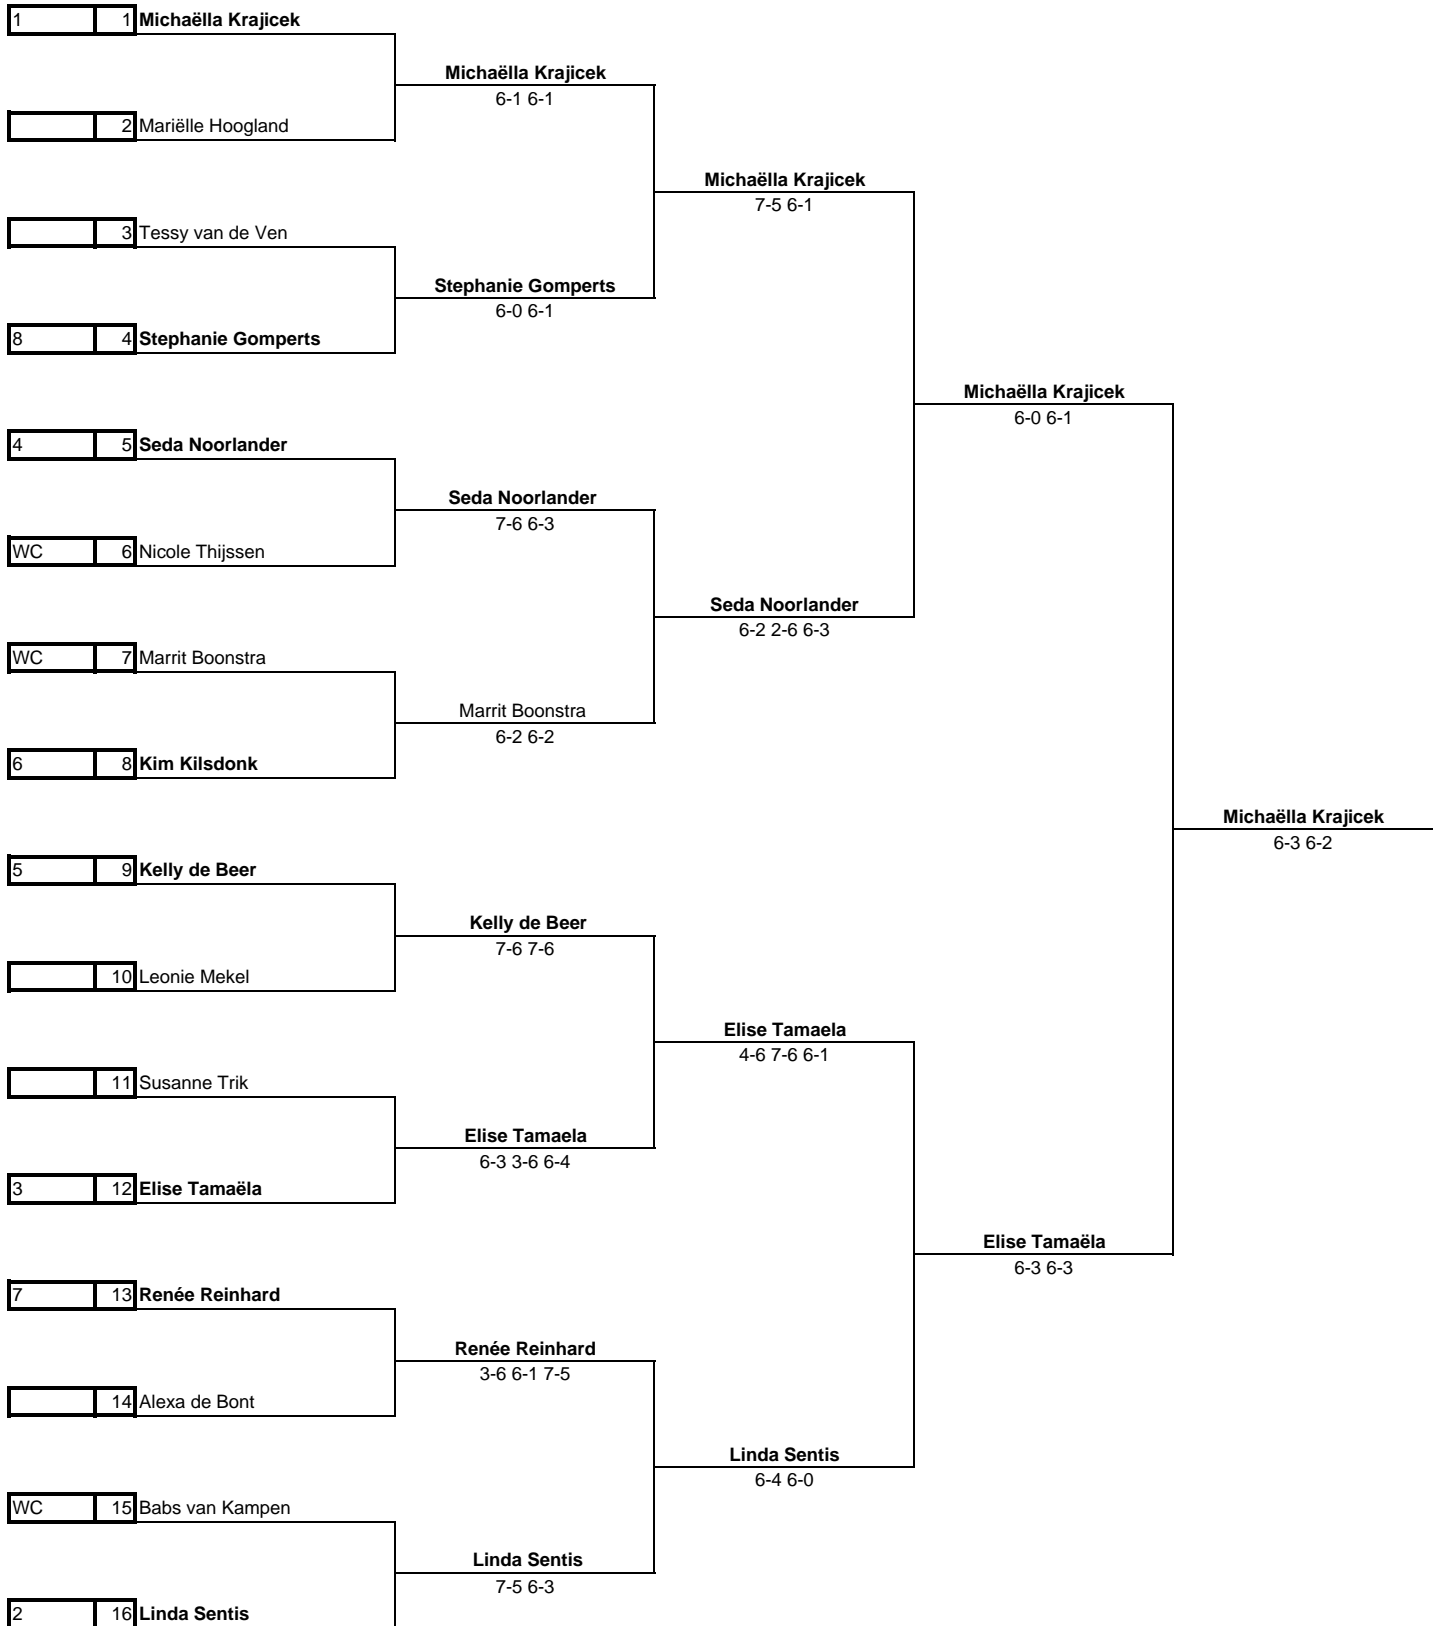 1 1 Michaëlla Krajicek
Michaëlla Krajicek
6-1 6-1
2 Mariëlle Hoogland
Michaëlla Krajicek
7-5 6-1
3 Tessy van de Ven
Stephanie Gomperts
6-0 6-1
8 4 Stephanie Gomperts
Michaëlla Krajicek
6-0 6-1
4 5 Seda Noorlander
Seda Noorlander
7-6 6-3
WC 6 Nicole Thijssen
Seda Noorlander
6-2 2-6 6-3
WC 7 Marrit Boonstra
Marrit Boonstra
6-2 6-2
6 8 Kim Kilsdonk
Michaëlla Krajicek
6-3 6-2
5 9 Kelly de Beer
Kelly de Beer
7-6 7-6
10 Leonie Mekel
Elise Tamaela
4-6 7-6 6-1
11 Susanne Trik
Elise Tamaela
6-3 3-6 6-4
3 12 Elise Tamaëla
Elise Tamaëla
6-3 6-3
7 13 Renée Reinhard
Renée Reinhard
3-6 6-1 7-5
14 Alexa de Bont
Linda Sentis
6-4 6-0
WC 15 Babs van Kampen
Linda Sentis
7-5 6-3
2 16 Linda Sentis